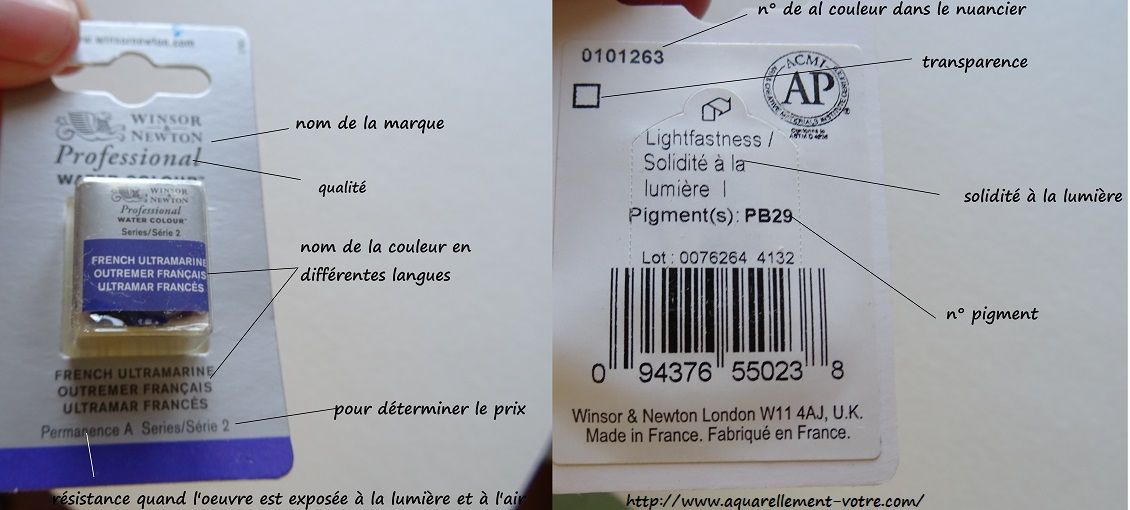 www.winsornewton.com
WINSOR
& NEWTON
Professional
WATER COLOUR™
WINSOR
& NEWTON
Professional
WATER COLOUR™
Series/Série 2
FRENCH ULTRAMARINE
OUTREMER FRANÇAIS
ULTRAMAR FRANCÉS
FRENCH ULTRAMARINE
OUTREMER FRANÇAIS
ULTRAMAR FRANCÉS
Permanence A Series/Série 2
nom de la marque
qualité
nom de la couleur en
différentes langues
pour déterminer le prix
résistance quand l'oeuvre est exposée à la lumière et à l'air
n° de al couleur dans le nuancier
0101263
transparence
ACMI
AP
Lightfastness /
Solidité à la
lumière I
Pigment(s): PB29
solidité à la lumière
Lot : 0076264 4132
n° pigment
0 94376 55023 8
Winsor & Newton London W11 4AJ, U.K.
Made in France. Fabriqué en France.
http://www.aquarellement-votre.com/